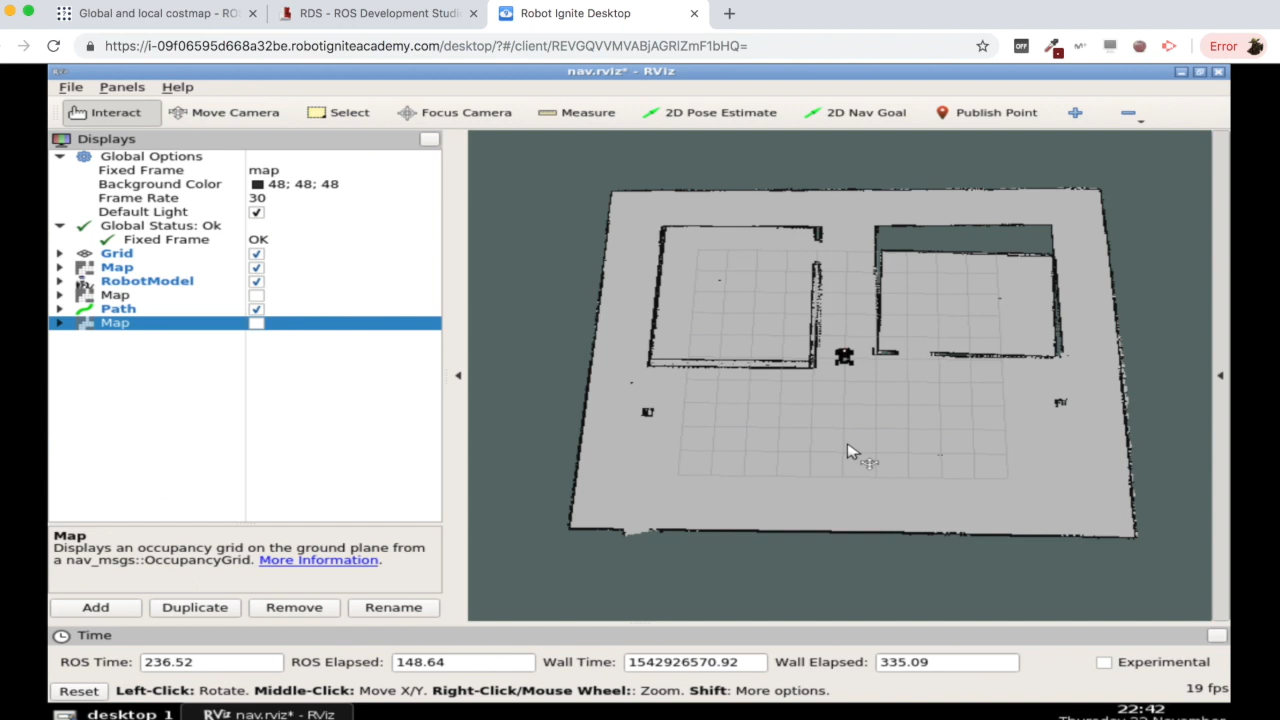 Global and local costmap - RO
RDS - ROS Development Studi
Robot Ignite Desktop
https://i-09f06595d668a32be.robotigniteacademy.com/desktop/?#/client/REVGQVVMVABjAGRlZmF1bHQ=
OFF
Error
nav.rviz* - RViz
File Panels Help
Interact Move Camera Select Focus Camera Measure 2D Pose Estimate 2D Nav Goal Publish Point
Displays
Global Options
Fixed Frame map
Background Color 48; 48; 48
Frame Rate 30
Default Light
Global Status: Ok
Fixed Frame OK
Grid
Map
RobotModel
Map
Path
Map
Map
Displays an occupancy grid on the ground plane from
a nav_msgs::OccupancyGrid. More Information.
Add Duplicate Remove Rename
Time
ROS Time: 236.52 ROS Elapsed: 148.64 Wall Time: 1542926570.92 Wall Elapsed: 335.09 Experimental
Reset Left-Click: Rotate. Middle-Click: Move X/Y. Right-Click/Mouse Wheel:: Zoom. Shift: More options. 19 fps
desktop 1 RViz nav.rviz* - RViz 22:42
Thursday 22 November